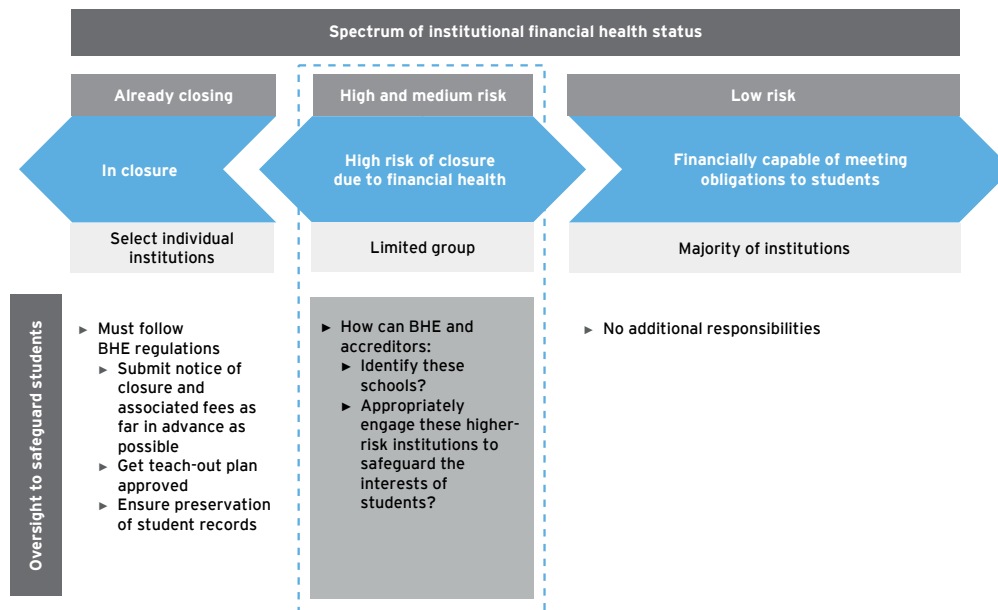 Spectrum of institutional financial health status
Already closing
High and medium risk
Low risk
In closure
High risk of closure
due to financial health
Financially capable of meeting
obligations to students
Select individual
institutions
Limited group
Majority of institutions
Oversight to safeguard students
► Must follow
BHE regulations
► Submit notice of
closure and
associated fees as
far in advance as
possible
► Get teach-out plan
approved
► Ensure preservation
of student records
► How can BHE and
accreditors:
► Identify these
schools?
► Appropriately
engage these higher-
risk institutions to
safeguard the
interests of
students?
► No additional responsibilities